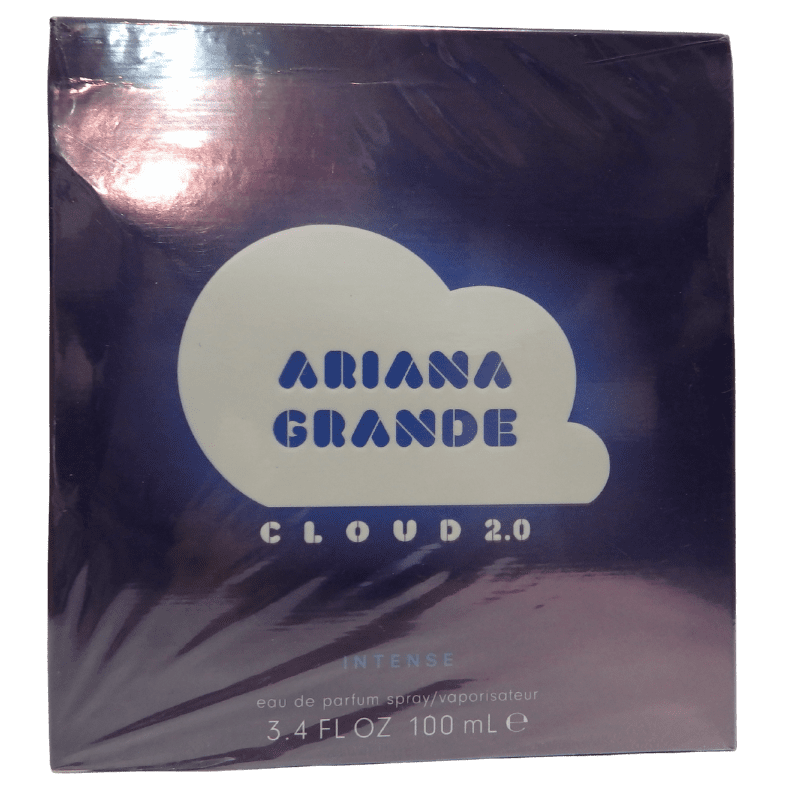 ARIANA
GRANDE
CLOUD 2.0
INTENSE
eau de parfum spray/vaporisateur
3.4 FL OZ 100 mL ℮